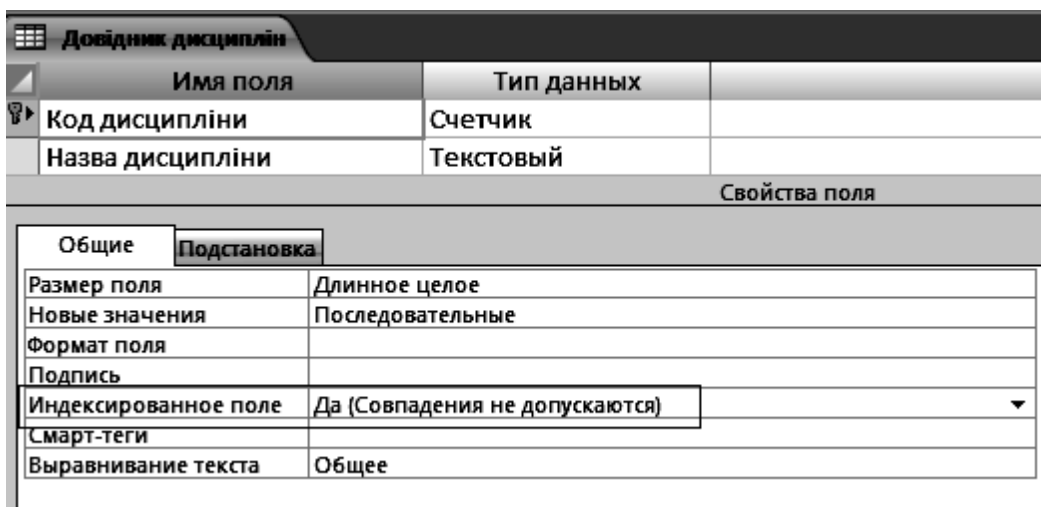 Довідник дисциплін
Имя поля Тип данных
Код дисципліни Счетчик
Назва дисципліни Текстовый
Свойства поля
Общие Подстановка
Размер поля Длинное целое
Новые значения Последовательные
Формат поля
Подпись
Индексированное поле Да (Совпадения не допускаются)
Смарт-теги
Выравнивание текста Общее